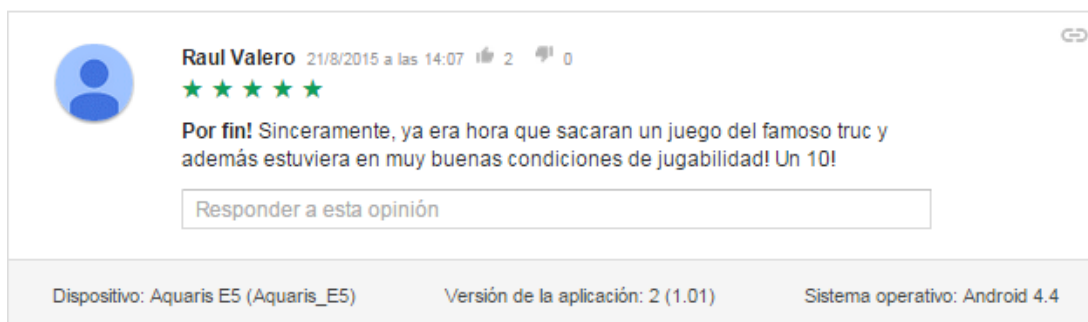 Raul Valero 21/8/2015 a las 14:07 2 0
Por fin! Sinceramente, ya era hora que sacaran un juego del famoso truc y
además estuviera en muy buenas condiciones de jugabilidad! Un 10!
Responder a esta opinión
Dispositivo: Aquaris E5 (Aquaris_E5) Versión de la aplicación: 2 (1.01) Sistema operativo: Android 4.4